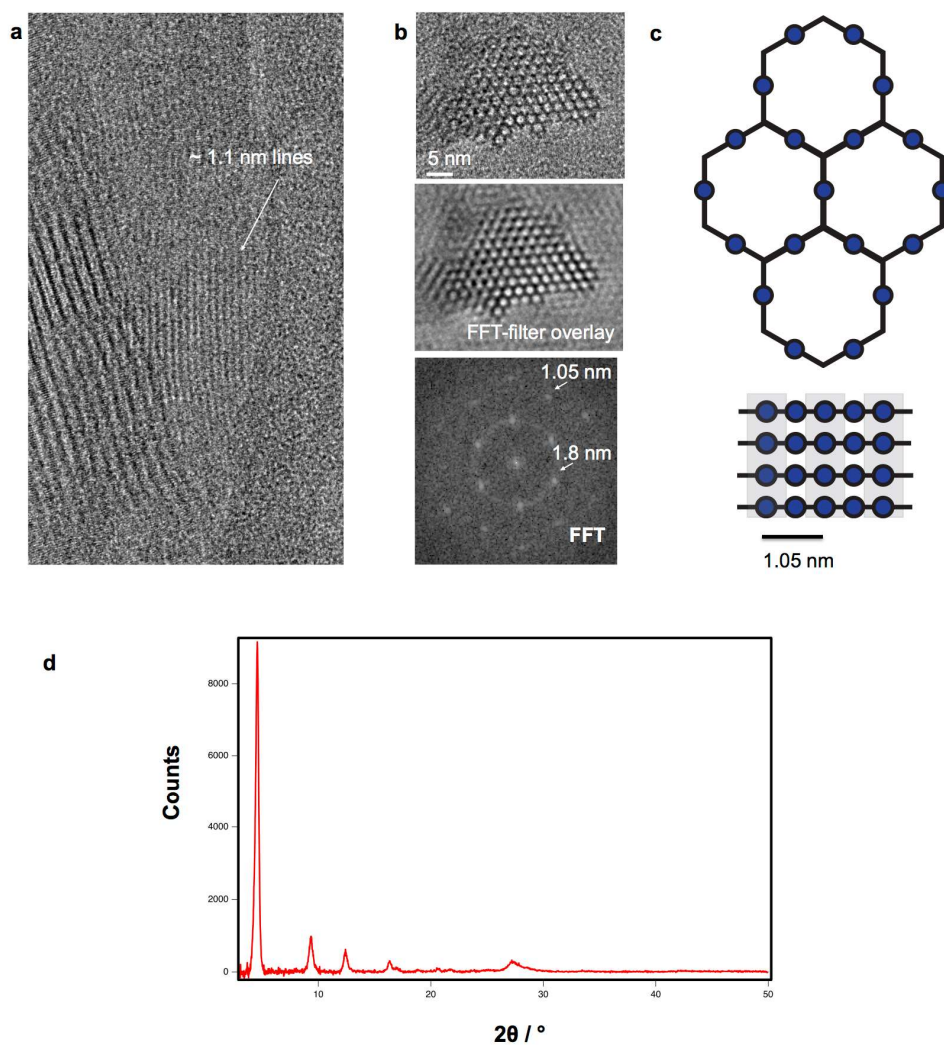 a
~ 1.1 nm lines
b
5 nm
FFT-filter overlay
1.05 nm
1.8 nm
FFT
c
1.05 nm
d
Counts
8000
6000
4000
2000
0
10
20
30
40
50
2θ / °